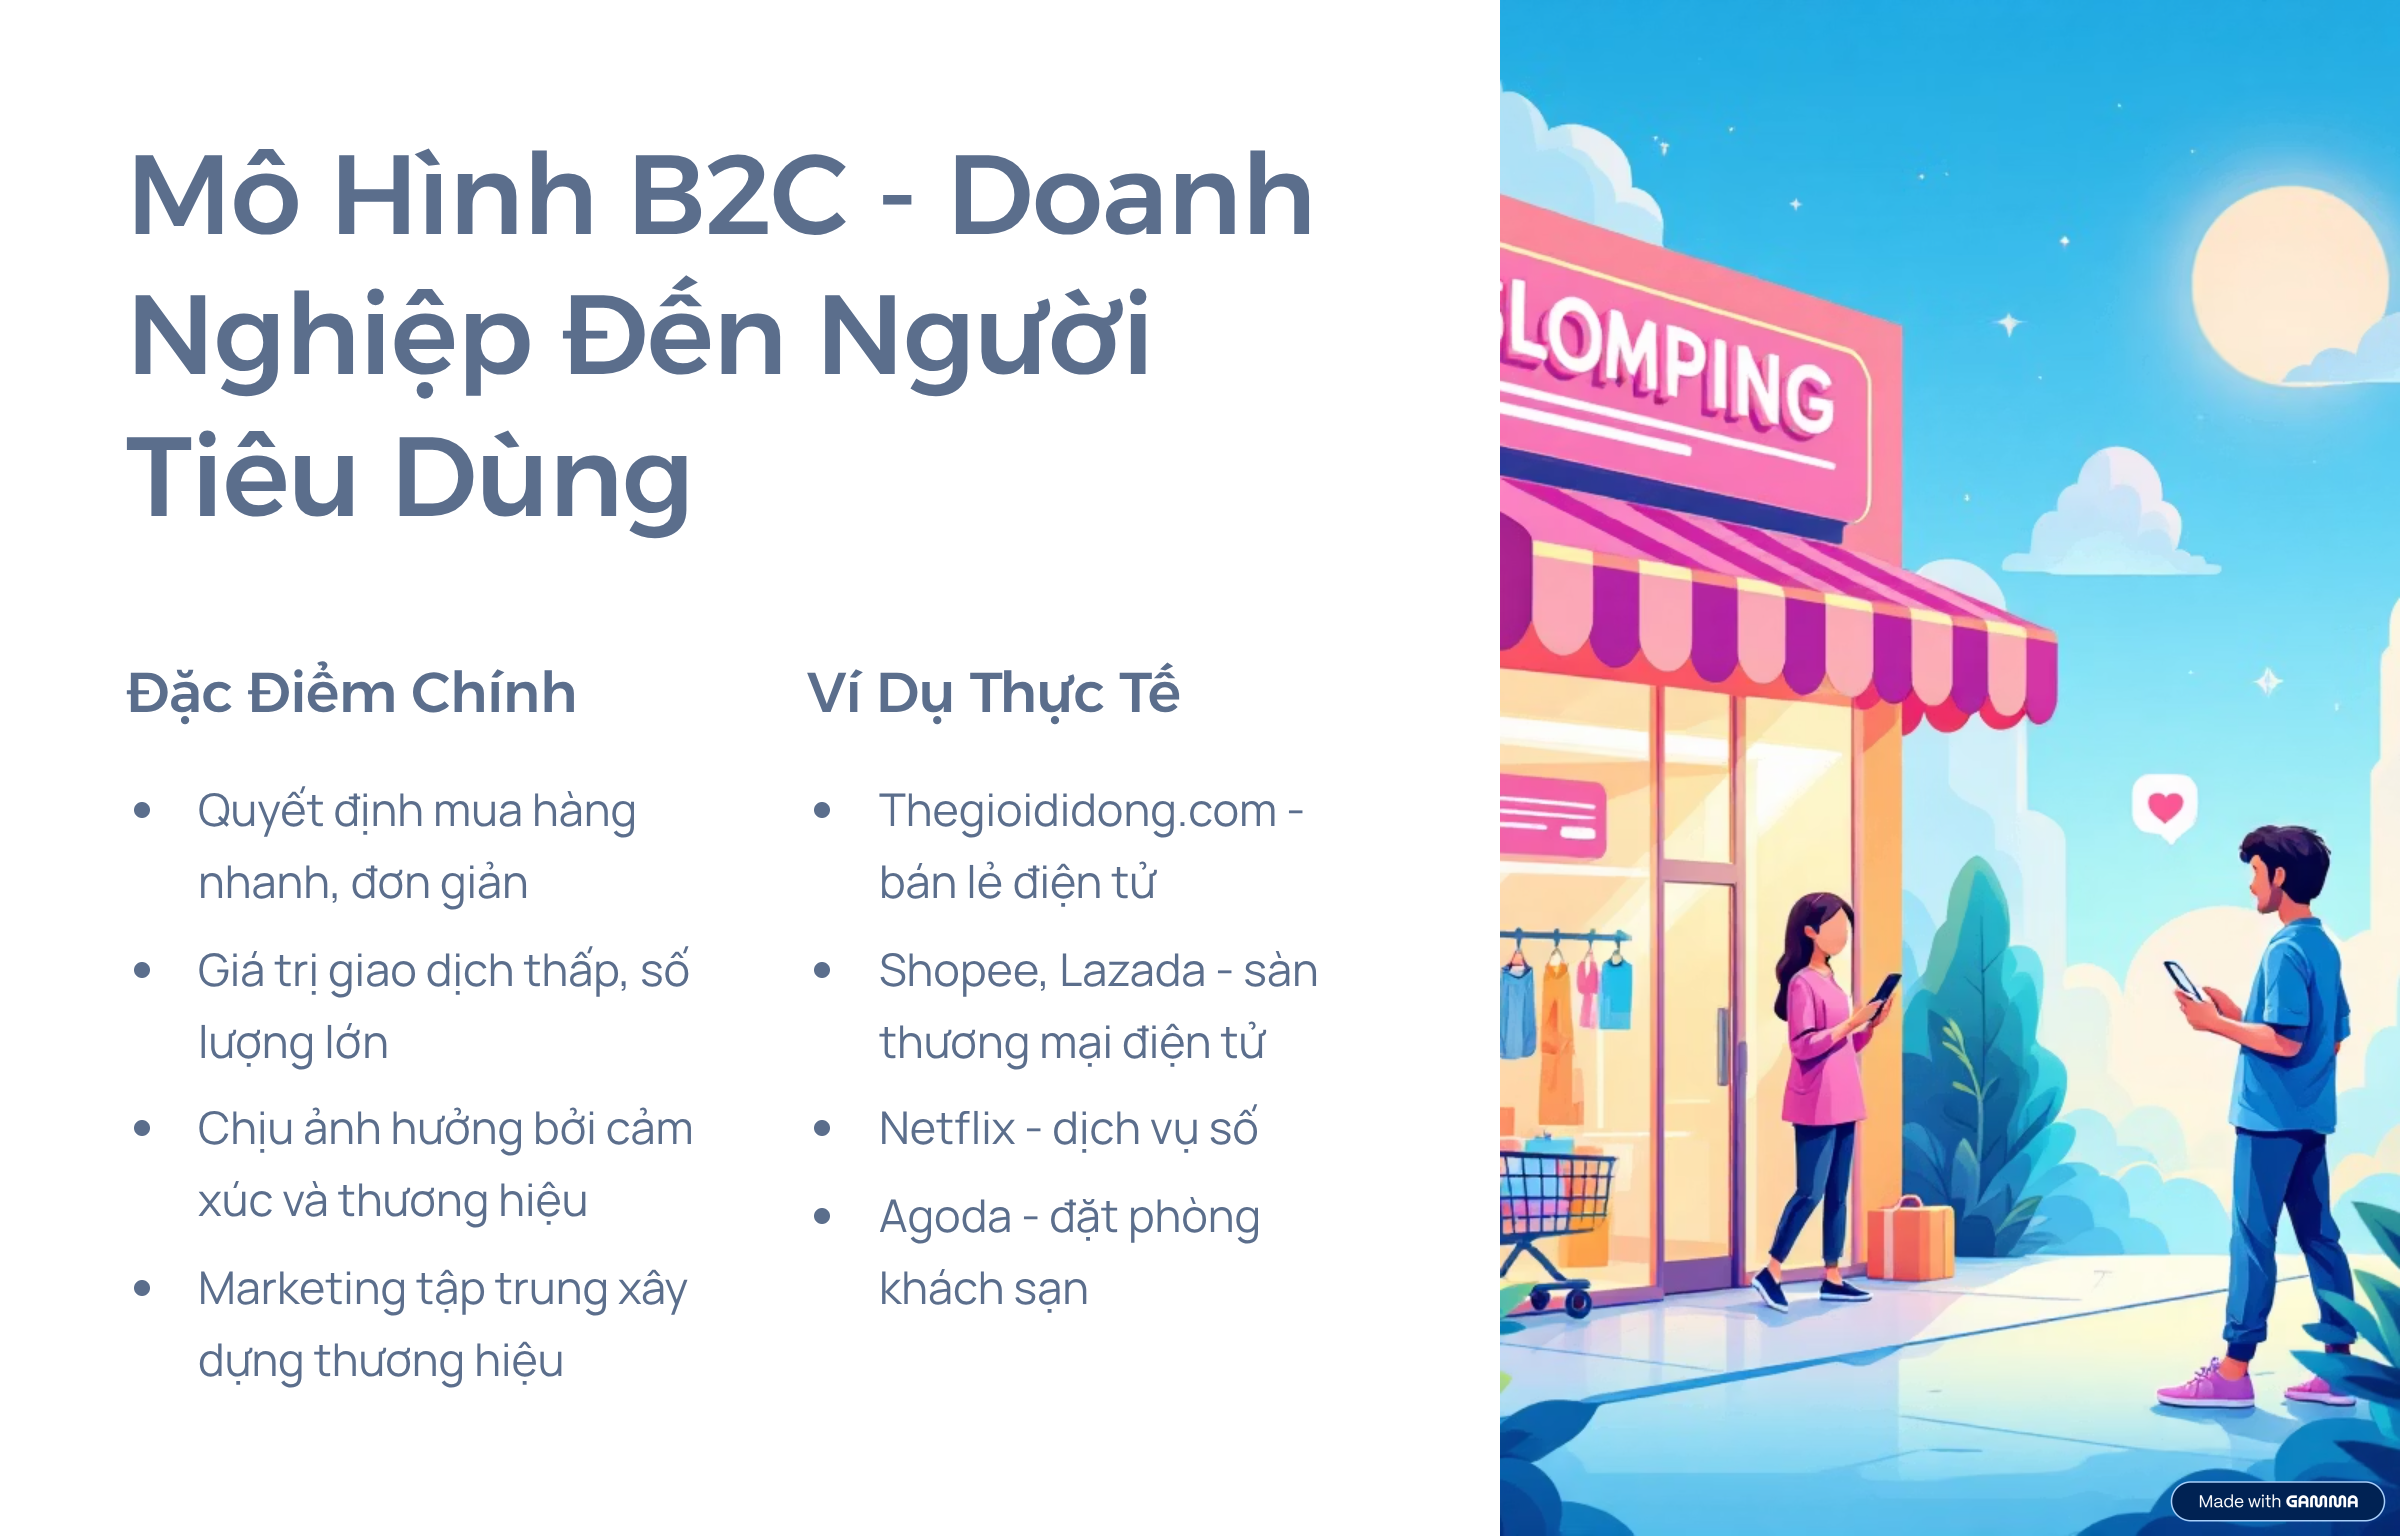 Mô Hình B2C - Doanh
Nghiệp Đến Người
Tiêu Dùng
Đặc Điểm Chính
Quyết định mua hàng
nhanh, đơn giản
Giá trị giao dịch thấp, số
lượng lớn
Chịu ảnh hưởng bởi cảm
xúc và thương hiệu
Marketing tập trung xây
dựng thương hiệu
Ví Dụ Thực Tế
Thegioididong.com -
bán lẻ điện tử
Shopee, Lazada - sàn
thương mại điện tử
Netflix - dịch vụ số
Agoda - đặt phòng
khách sạn
SLOMPING
Made with GAMMA